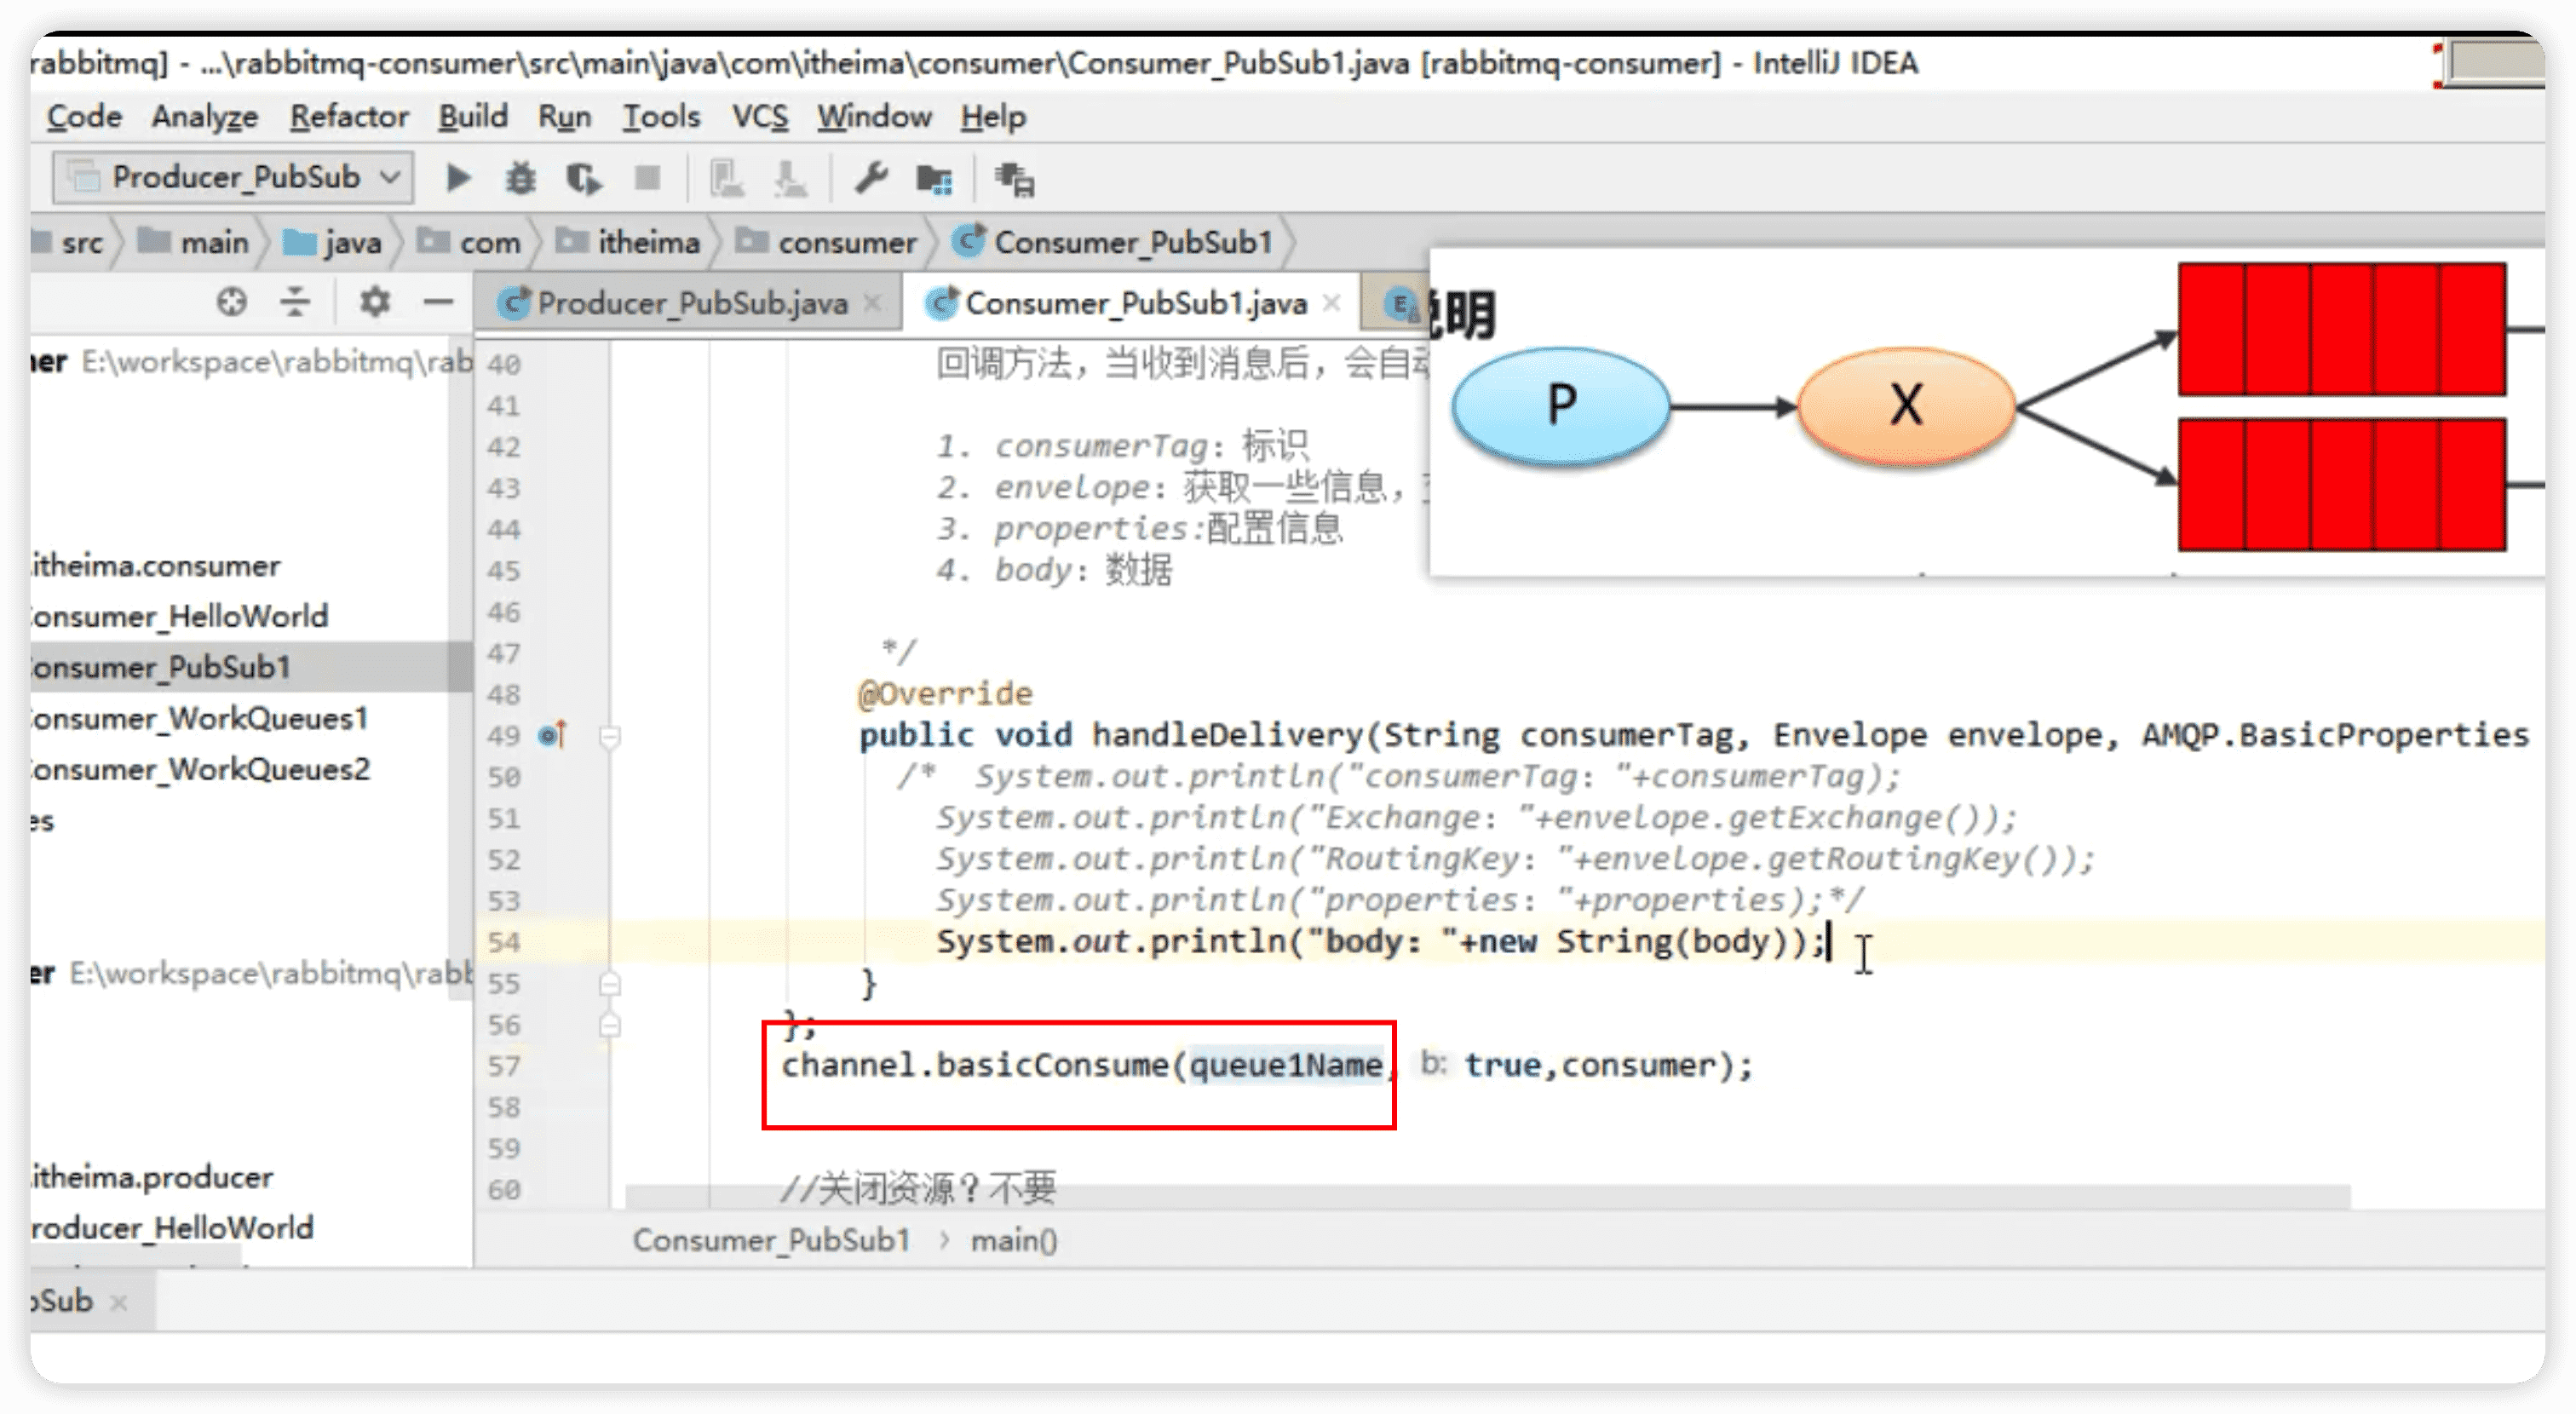 rabbitmq] - ...\rabbitmq-consumer\src\main\java\com\itheima\consumer\Consumer_PubSub1.java [rabbitmq-consumer] - IntelliJ IDEA
Code Analyze Refactor Build Run Tools VCS Window Help
Producer_PubSub
src main java com itheima consumer Consumer_PubSub1
Producer_PubSub.java Consumer_PubSub1.java E
明
P X
E:\workspace\rabbitmq\rab
itheima.consumer
onsumer_HelloWorld
onsumer_PubSub1
onsumer_WorkQueues1
onsumer_WorkQueues2
es
er E:\workspace\rabbitmq\rabb
itheima.producer
roducer_HelloWorld
40 回调方法，当收到消息后，会自动
41
42 1. consumerTag：标识
43 2. envelope：获取一些信息，
44 3. properties:配置信息
45 4. body：数据
46
47 */
48 @Override
49 public void handleDelivery(String consumerTag, Envelope envelope, AMQP.BasicProperties
50 /* System.out.println("consumerTag："+consumerTag);
51 System.out.println("Exchange："+envelope.getExchange());
52 System.out.println("RoutingKey："+envelope.getRoutingKey());
53 System.out.println("properties："+properties);*/
54 System.out.println("body："+new String(body));
55 }
56 };
57 channel.basicConsume(queue1Name, b: true,consumer);
58
59
60 //关闭资源？不要
Consumer_PubSub1 › main()
bSub